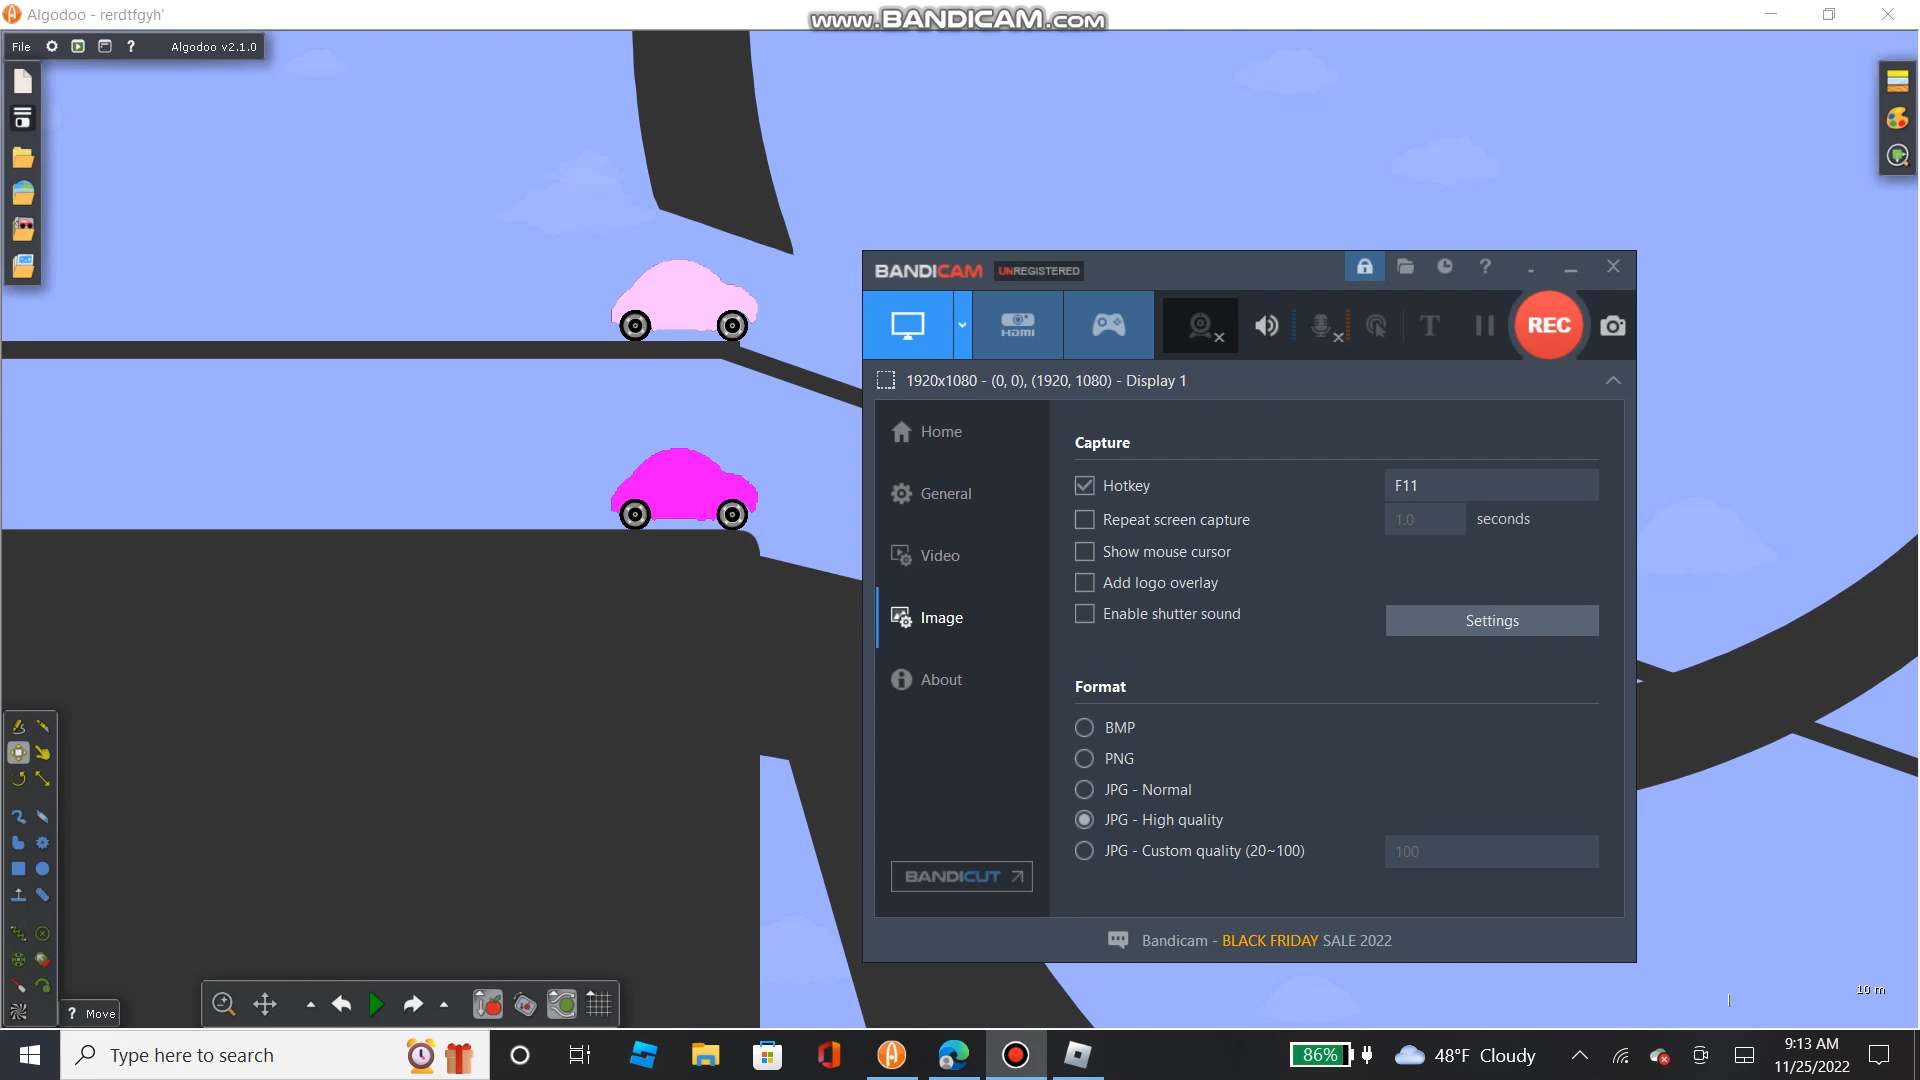 Algodoo - rerdtfgyh'
www.BANDICAM.com
File ? Algodoo v2.1.0
BANDICAM UNREGISTERED ?
HDMI T REC
1920x1080 - (0, 0), (1920, 1080) - Display 1
Home
General
Video
Image
About
BANDICUT
Capture
Hotkey F11
Repeat screen capture 1.0 seconds
Show mouse cursor
Add logo overlay
Enable shutter sound
Settings
Format
BMP
PNG
JPG - Normal
JPG - High quality
JPG - Custom quality (20~100) 100
Bandicam - BLACK FRIDAY SALE 2022
10 m
? Move
Type here to search
86%
48°F Cloudy
9:13 AM
11/25/2022